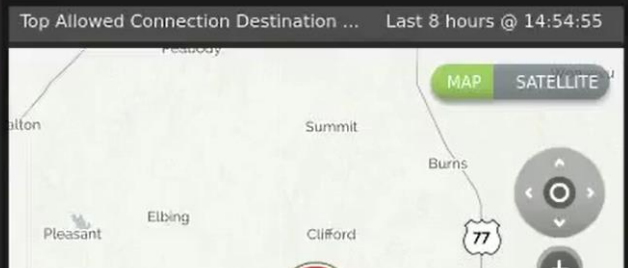 Top Allowed Connection Destination ... Last 8 hours @ 14:54:55
Peabody
MAP SATELLITE
alton
Summit
Burns
Elbing
Pleasant
Clifford
77